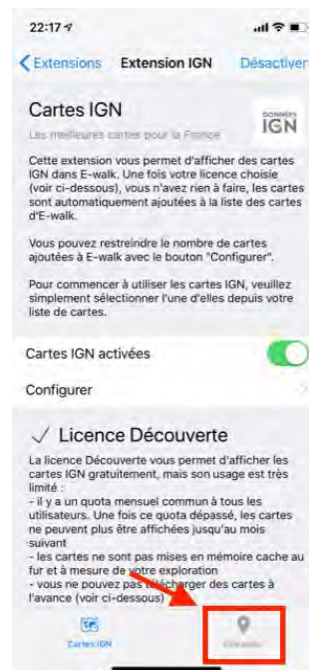 22:17
Extensions Extension IGN Désactiver
Cartes IGN
Les meilleures cartes pour la France
DONNÉES
IGN
Cette extension vous permet d'afficher des cartes
IGN dans E-walk. Une fois votre licence choisie
(voir ci-dessous), vous n'avez rien à faire, les cartes
sont automatiquement ajoutées à la liste des cartes
d'E-walk.
Vous pouvez restreindre le nombre de cartes
ajoutées à E-walk avec le bouton "Configurer".
Pour commencer à utiliser les cartes IGN, veuillez
simplement sélectionner l'une d'elles depuis votre
liste de cartes.
Cartes IGN activées
Configurer
Licence Découverte
La licence Découverte vous permet d'afficher les
cartes IGN gratuitement, mais son usage est très
limité :
- il y a un quota mensuel commun à tous les
utilisateurs. Une fois ce quota dépassé, les cartes
ne peuvent plus être affichées jusqu'au mois
suivant
- les cartes ne sont pas mises en mémoire cache au
fur et à mesure de votre exploration
- vous ne pouvez pas télécharger des cartes à
l'avance (voir ci-dessous)
Cartes IGN